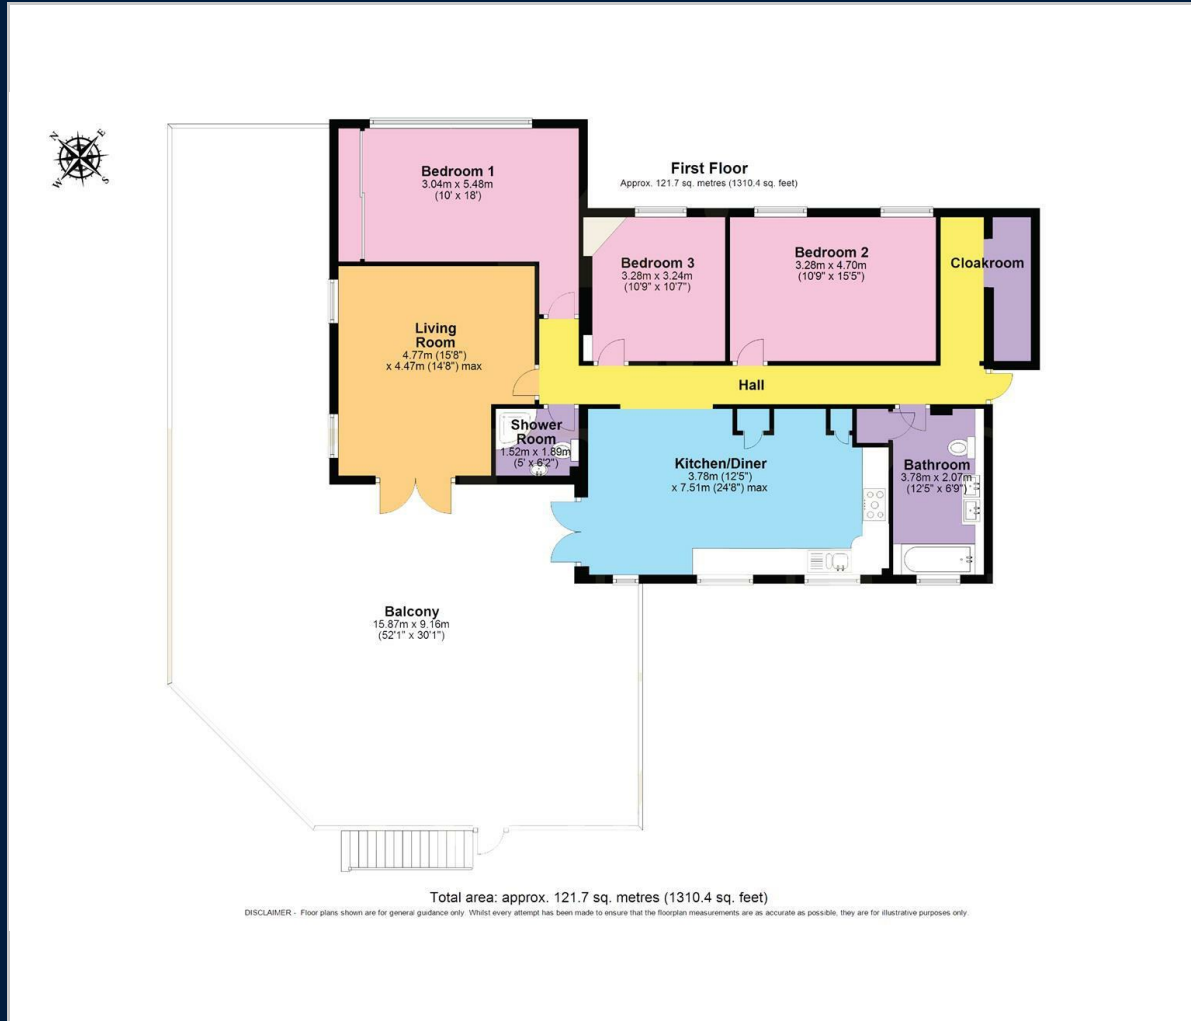 N
E
W
S
First Floor
Approx. 121.7 sq. metres (1310.4 sq. feet)
Bedroom 1
3.04m x 5.48m
(10' x 18')
Bedroom 3
3.28m x 3.24m
(10'9" x 10'7")
Bedroom 2
3.28m x 4.70m
(10'9" x 15'5")
Cloakroom
Living
Room
4.77m (15'8")
x 4.47m (14'8") max
Hall
Shower
Room
1.52m x 1.89m
(5' x 6'2")
Kitchen/Diner
3.78m (12'5")
x 7.51m (24'8") max
Bathroom
3.78m x 2.07m
(12'5" x 6'9")
Balcony
15.87m x 9.16m
(52'1" x 30'1")
Total area: approx. 121.7 sq. metres (1310.4 sq. feet)
DISCLAIMER - Floor plans shown are for general guidance only. Whilst every attempt has been made to ensure that the floorplan measurements are as accurate as possible, they are for illustrative purposes only.